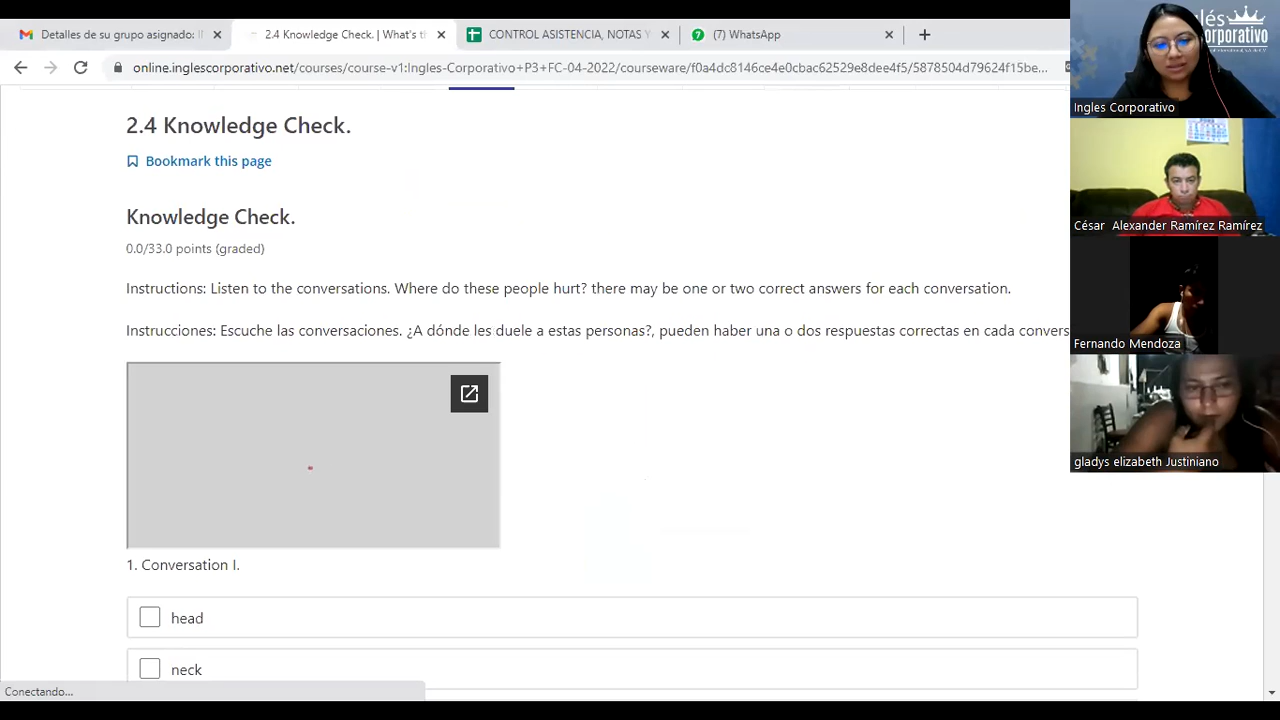 Detalles de su grupo asignado: I
2.4 Knowledge Check. | What's th
CONTROL ASISTENCIA, NOTAS Y
(7) WhatsApp
online.inglescorporativo.net/courses/course-v1:Ingles-Corporativo+P3+FC-04-2022/courseware/f0a4dc8146ce4e0cbac62529e8dee4f5/5878504d79624f15be...
2.4 Knowledge Check.
Bookmark this page
Knowledge Check.
0.0/33.0 points (graded)
Instructions: Listen to the conversations. Where do these people hurt? there may be one or two correct answers for each conversation.
Instrucciones: Escuche las conversaciones. ¿A dónde les duele a estas personas?, pueden haber una o dos respuestas correctas en cada convers
1. Conversation I.
head
neck
Conectando...
glés
orporativo
Ingles Corporativo
César Alexander Ramírez Ramírez
Fernando Mendoza
gladys elizabeth Justiniano